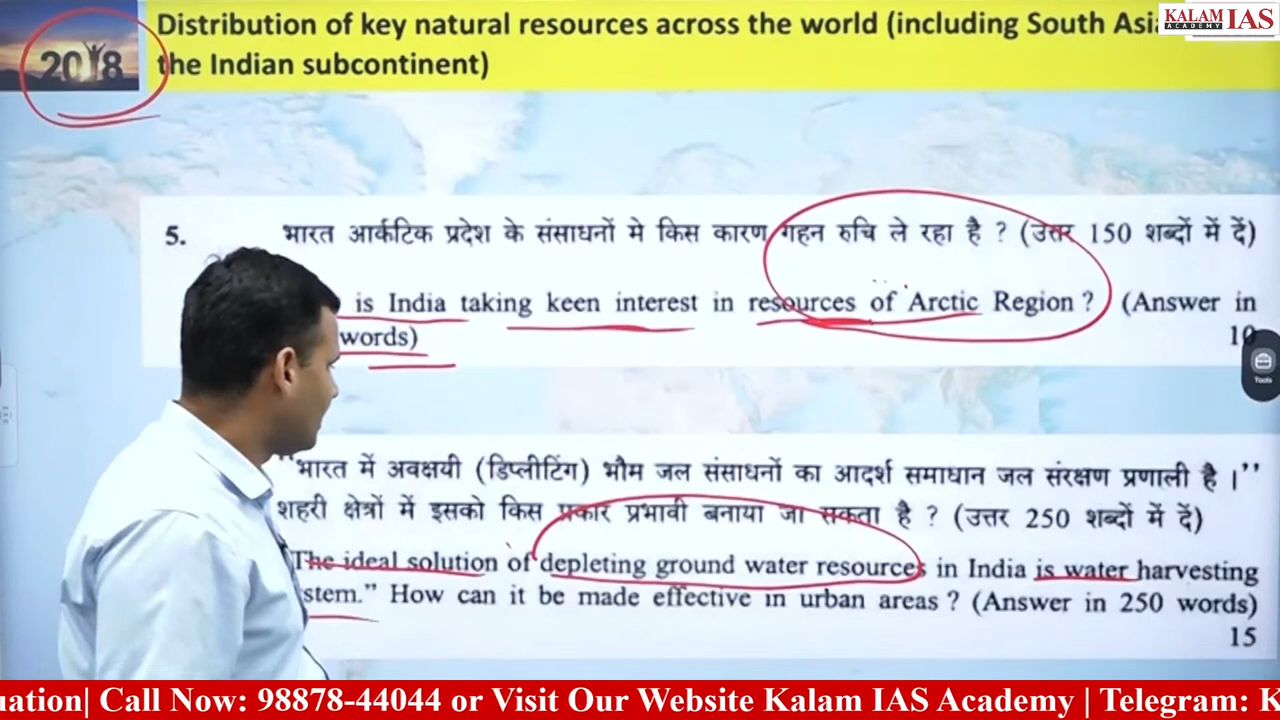 2018
Distribution of key natural resources across the world (including South Asia
the Indian subcontinent)
KALAM IAS
ACADEMY
5. भारत आर्कटिक प्रदेश के संसाधनों मे किस कारण गहन रुचि ले रहा है ? (उत्तर 150 शब्दों में दें)
is India taking keen interest in resources of Arctic Region ? (Answer in
words) 10
Tools
"भारत में अवक्षयी (डिप्लीटिंग) भौम जल संसाधनों का आदर्श समाधान जल संरक्षण प्रणाली है ।"
शहरी क्षेत्रों में इसको किस प्रकार प्रभावी बनाया जा सकता है ? (उत्तर 250 शब्दों में दें)
"The ideal solution of depleting ground water resources in India is water harvesting
stem." How can it be made effective in urban areas ? (Answer in 250 words)
15
uation| Call Now: 98878-44044 or Visit Our Website Kalam IAS Academy | Telegram: K